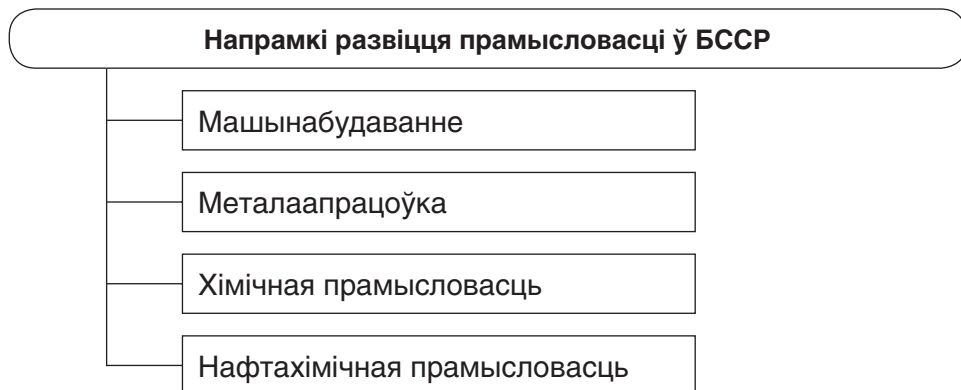 Напрамкі развіцця прамысловасці ў БССР
Машынабудаванне
Металаапрацоўка
Хімічная прамысловасць
Нафтахімічная прамысловасць